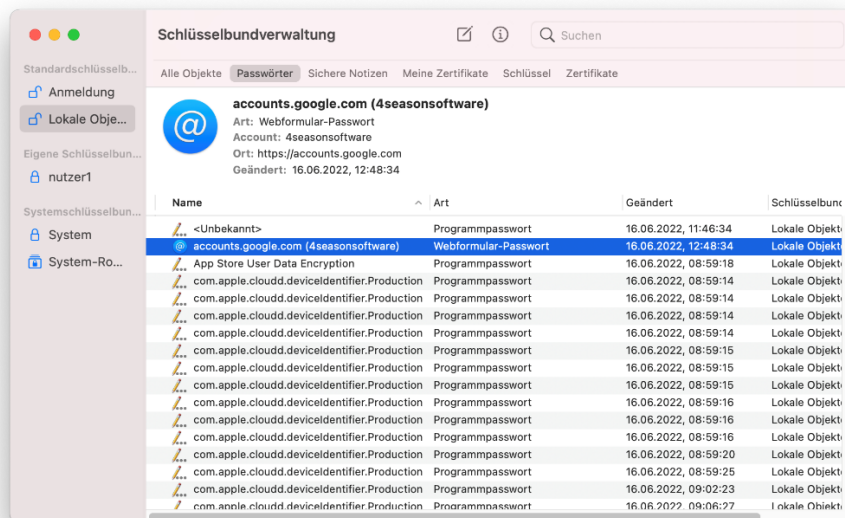 Schlüsselbundverwaltung
Suchen
Standardschlüsselb...
Anmeldung
Lokale Obje...
Eigene Schlüsselbun...
nutzer1
Systemschlüsselbun...
System
System-Ro...
Alle Objekte Passwörter Sichere Notizen Meine Zertifikate Schlüssel Zertifikate
accounts.google.com (4seasonsoftware)
Art: Webformular-Passwort
Account: 4seasonsoftware
Ort: https://accounts.google.com
Geändert: 16.06.2022, 12:48:34
Name Art Geändert Schlüsselbund
<Unbekannt> Programmpasswort 16.06.2022, 11:46:34 Lokale Objekte
accounts.google.com (4seasonsoftware) Webformular-Passwort 16.06.2022, 12:48:34 Lokale Objekte
App Store User Data Encryption Programmpasswort 16.06.2022, 08:59:18 Lokale Objekte
com.apple.cloudd.deviceIdentifier.Production Programmpasswort 16.06.2022, 08:59:14 Lokale Objekte
com.apple.cloudd.deviceIdentifier.Production Programmpasswort 16.06.2022, 08:59:14 Lokale Objekte
com.apple.cloudd.deviceIdentifier.Production Programmpasswort 16.06.2022, 08:59:14 Lokale Objekte
com.apple.cloudd.deviceIdentifier.Production Programmpasswort 16.06.2022, 08:59:14 Lokale Objekte
com.apple.cloudd.deviceIdentifier.Production Programmpasswort 16.06.2022, 08:59:15 Lokale Objekte
com.apple.cloudd.deviceIdentifier.Production Programmpasswort 16.06.2022, 08:59:15 Lokale Objekte
com.apple.cloudd.deviceIdentifier.Production Programmpasswort 16.06.2022, 08:59:15 Lokale Objekte
com.apple.cloudd.deviceIdentifier.Production Programmpasswort 16.06.2022, 08:59:16 Lokale Objekte
com.apple.cloudd.deviceIdentifier.Production Programmpasswort 16.06.2022, 08:59:16 Lokale Objekte
com.apple.cloudd.deviceIdentifier.Production Programmpasswort 16.06.2022, 08:59:16 Lokale Objekte
com.apple.cloudd.deviceIdentifier.Production Programmpasswort 16.06.2022, 08:59:20 Lokale Objekte
com.apple.cloudd.deviceIdentifier.Production Programmpasswort 16.06.2022, 08:59:25 Lokale Objekte
com.apple.cloudd.deviceIdentifier.Production Programmpasswort 16.06.2022, 09:02:23 Lokale Objekte
com.apple.cloudd.deviceIdentifier.Production Programmpasswort 16.06.2022, 09:06:27 Lokale Objekte